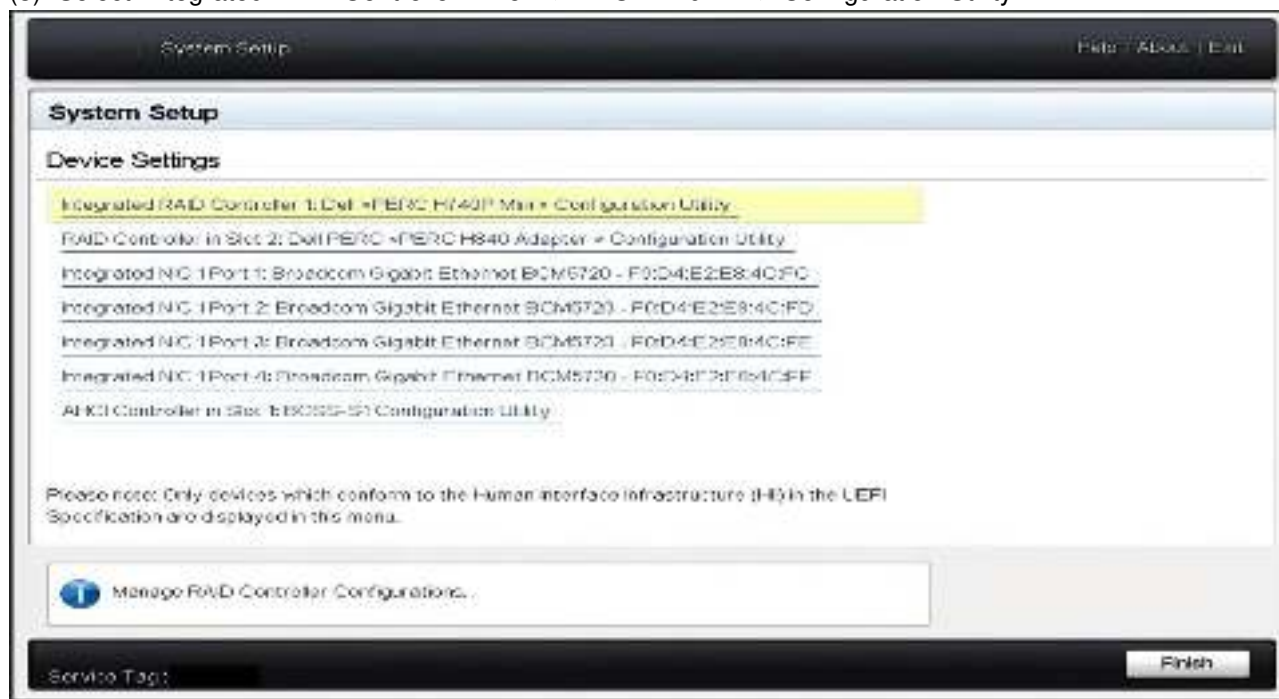 System Setup
Help | About | Exit
System Setup
Device Settings
Integrated RAID Controller 1: Dell <PERC H740P Mini> Configuration Utility
RAID Controller in Slot 2: Dell PERC <PERC H840 Adapter> Configuration Utility
Integrated NIC 1 Port 1: Broadcom Gigabit Ethernet BCM5720 - F0:D4:E2:E8:4C:FC
Integrated NIC 1 Port 2: Broadcom Gigabit Ethernet BCM5720 - F0:D4:E2:E8:4C:FD
Integrated NIC 1 Port 3: Broadcom Gigabit Ethernet BCM5720 - F0:D4:E2:E8:4C:FE
Integrated NIC 1 Port 4: Broadcom Gigabit Ethernet BCM5720 - F0:D4:E2:E8:4C:FF
AHCI Controller in Slot 1: BOSS-S1 Configuration Utility
Please note: Only devices which conform to the Human Interface Infrastructure (HII) in the UEFI
Specification are displayed in this menu.
Manage RAID Controller Configurations.
Finish
Service Tag: